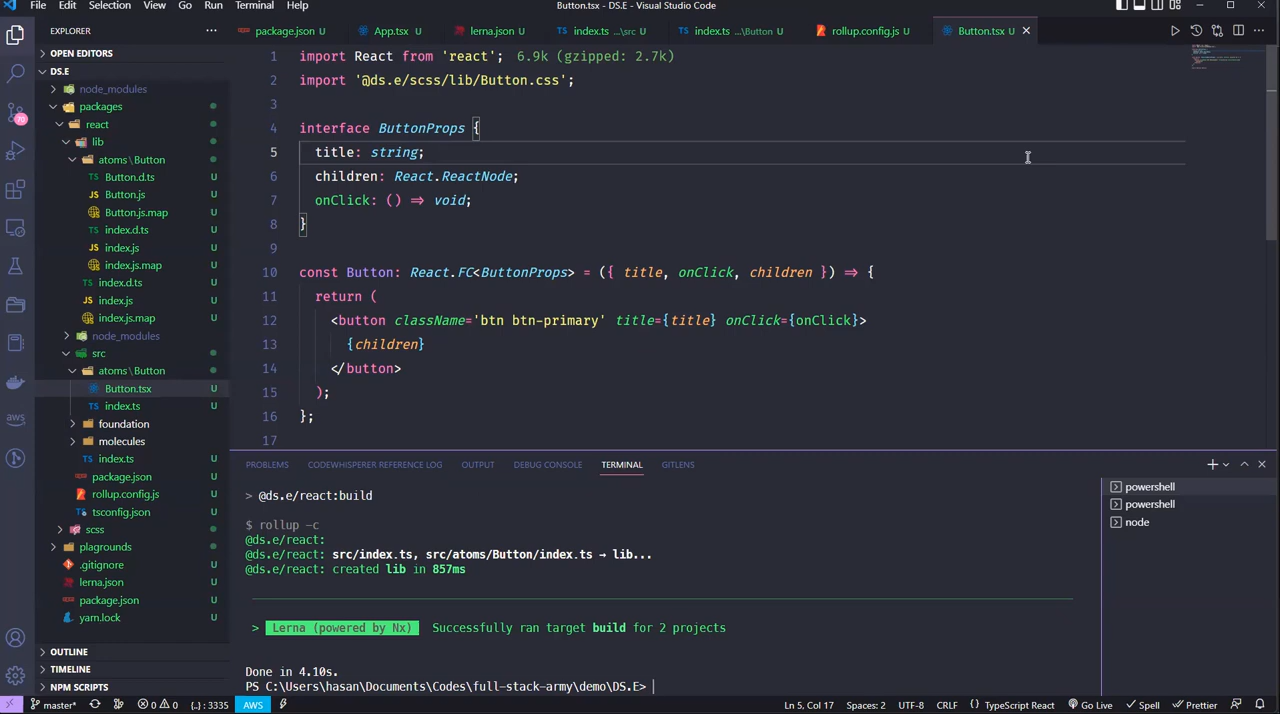 File Edit Selection View Go Run Terminal Help
Button.tsx - DS.E - Visual Studio Code
EXPLORER
package.json U App.tsx U lerna.json U index.ts ...\src U index.ts ...\Button U rollup.config.js U Button.tsx U
OPEN EDITORS
DS.E
node_modules
packages
react
lib
atoms\Button
Button.d.ts U
Button.js U
Button.js.map U
index.d.ts U
index.js U
index.js.map U
index.d.ts U
index.js U
index.js.map U
node_modules
src
atoms\Button
Button.tsx U
index.ts U
foundation
molecules
index.ts U
package.json U
rollup.config.js U
tsconfig.json U
scss
plagrounds
.gitignore U
lerna.json U
package.json U
yarn.lock U
OUTLINE
TIMELINE
NPM SCRIPTS
70
aws
1 import React from 'react'; 6.9k (gzipped: 2.7k)
2 import '@ds.e/scss/lib/Button.css';
3
4 interface ButtonProps {
5 title: string;
6 children: React.ReactNode;
7 onClick: () => void;
8 }
9
10 const Button: React.FC<ButtonProps> = ({ title, onClick, children }) => {
11 return (
12 <button className='btn btn-primary' title={title} onClick={onClick}>
13 {children}
14 </button>
15 );
16 };
17
PROBLEMS CODEWHISPERER REFERENCE LOG OUTPUT DEBUG CONSOLE TERMINAL GITLENS
> @ds.e/react:build
$ rollup -c
@ds.e/react:
@ds.e/react: src/index.ts, src/atoms/Button/index.ts → lib...
@ds.e/react: created lib in 857ms
> Lerna (powered by Nx) Successfully ran target build for 2 projects
Done in 4.10s.
PS C:\Users\hasan\Documents\Codes\full-stack-army\demo\DS.E>
powershell
powershell
node
master* 0 0 {..} : 3335 AWS Ln 5, Col 17 Spaces: 2 UTF-8 CRLF { } TypeScript React Go Live Spell Prettier